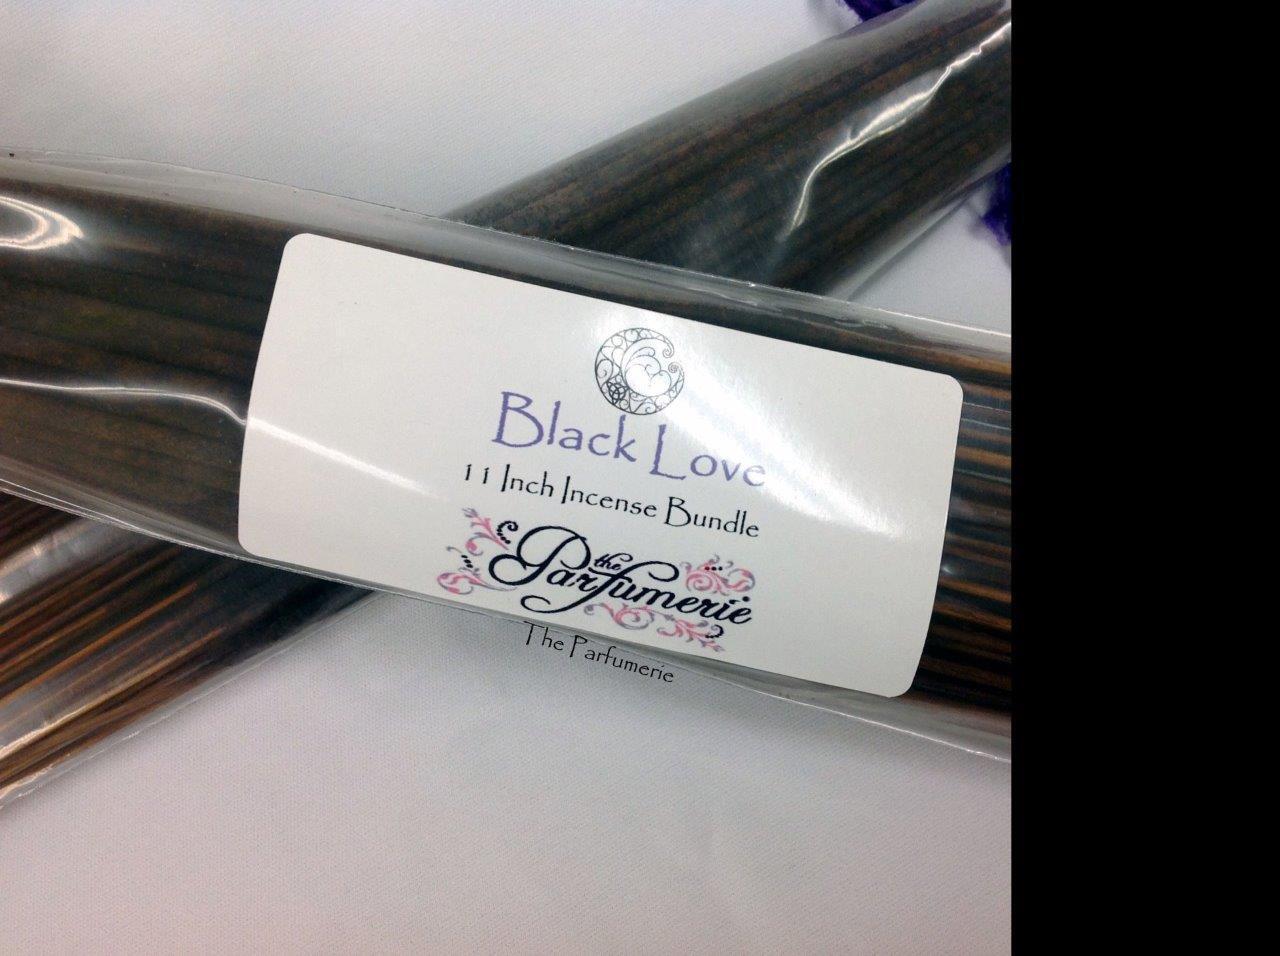 Black Love
11 Inch Incense Bundle
the
Parfumerie
The Parfumerie